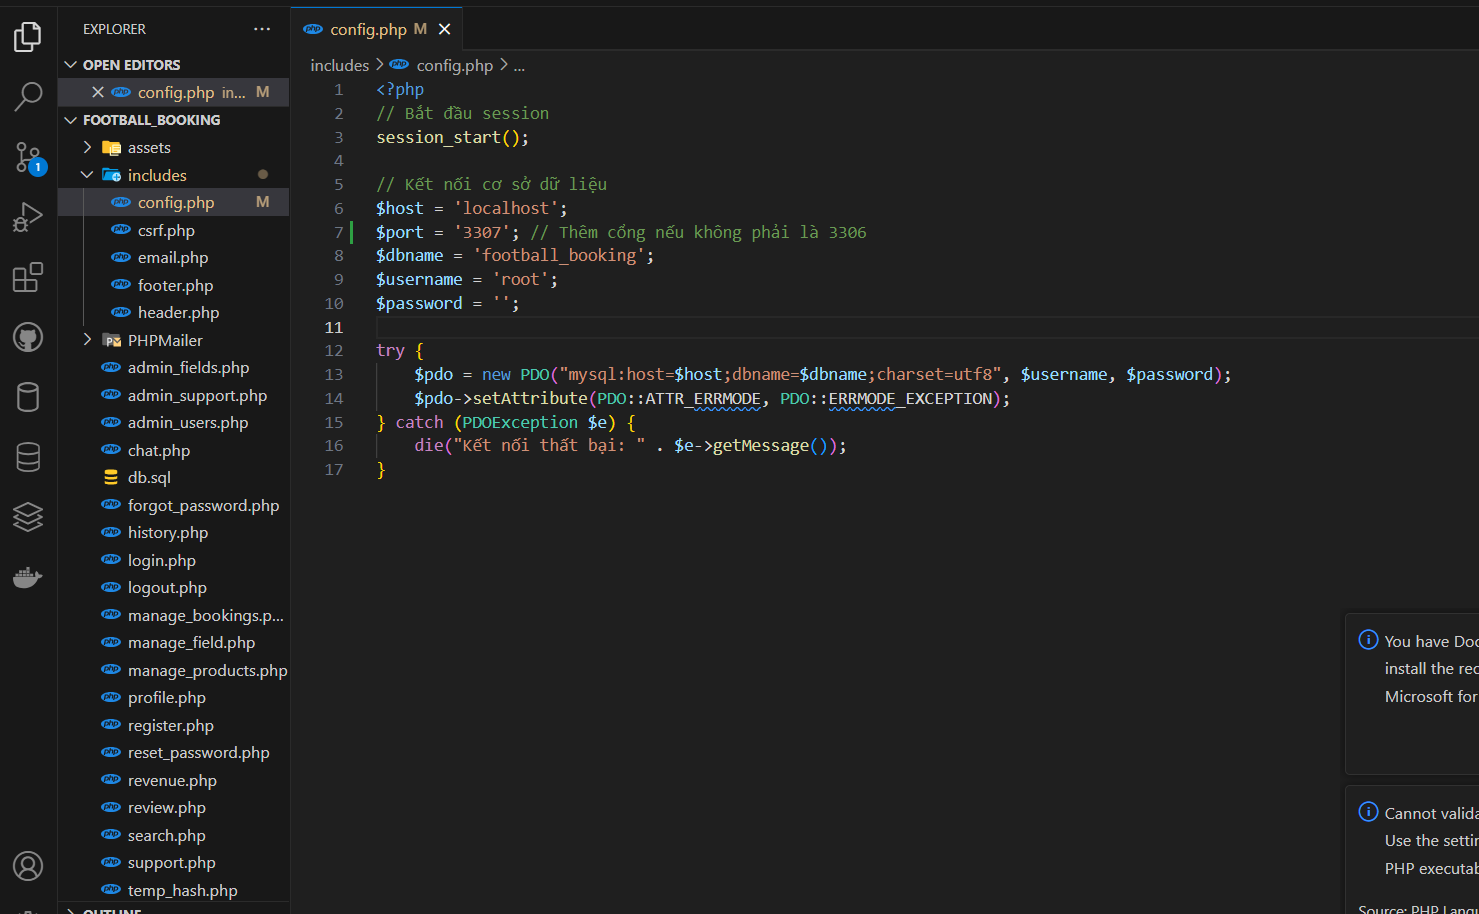 EXPLORER
OPEN EDITORS
config.php in... M
FOOTBALL_BOOKING
assets
includes
config.php M
csrf.php
email.php
footer.php
header.php
PHPMailer
admin_fields.php
admin_support.php
admin_users.php
chat.php
db.sql
forgot_password.php
history.php
login.php
logout.php
manage_bookings.p...
manage_field.php
manage_products.php
profile.php
register.php
reset_password.php
revenue.php
review.php
search.php
support.php
temp_hash.php
OUTLINE
1
config.php M
includes > config.php > ...
1 <?php
2 // Bắt đầu session
3 session_start();
4
5 // Kết nối cơ sở dữ liệu
6 $host = 'localhost';
7 $port = '3307'; // Thêm cổng nếu không phải là 3306
8 $dbname = 'football_booking';
9 $username = 'root';
10 $password = '';
11
12 try {
13 $pdo = new PDO("mysql:host=$host;dbname=$dbname;charset=utf8", $username, $password);
14 $pdo->setAttribute(PDO::ATTR_ERRMODE, PDO::ERRMODE_EXCEPTION);
15 } catch (PDOException $e) {
16 die("Kết nối thất bại: " . $e->getMessage());
17 }
You have Doc
install the rec
Microsoft for
Cannot valida
Use the settin
PHP executab
Source: PHP Langu